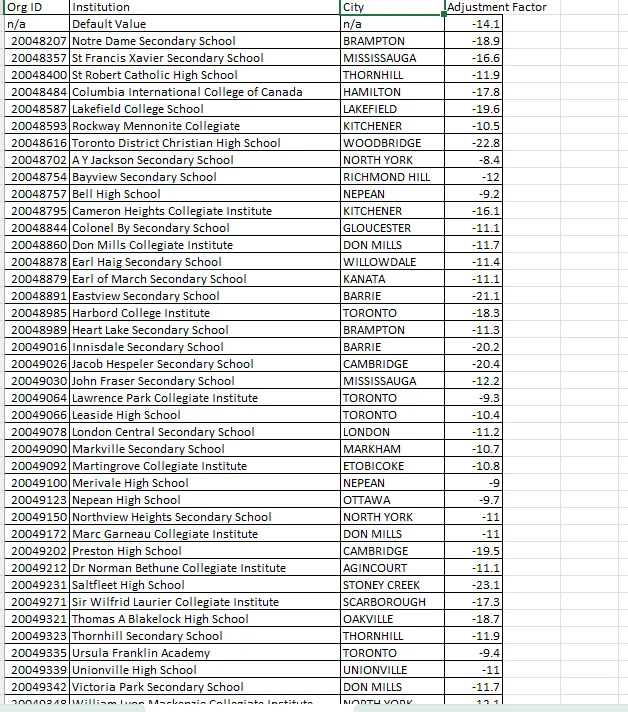 Org ID Institution City Adjustment Factor
n/a Default Value n/a -14.1
20048207 Notre Dame Secondary School BRAMPTON -18.9
20048357 St Francis Xavier Secondary School MISSISSAUGA -16.6
20048400 St Robert Catholic High School THORNHILL -11.9
20048484 Columbia International College of Canada HAMILTON -17.8
20048587 Lakefield College School LAKEFIELD -19.6
20048593 Rockway Mennonite Collegiate KITCHENER -10.5
20048616 Toronto District Christian High School WOODBRIDGE -22.8
20048702 A Y Jackson Secondary School NORTH YORK -8.4
20048754 Bayview Secondary School RICHMOND HILL -12
20048757 Bell High School NEPEAN -9.2
20048795 Cameron Heights Collegiate Institute KITCHENER -16.1
20048844 Colonel By Secondary School GLOUCESTER -11.1
20048860 Don Mills Collegiate Institute DON MILLS -11.7
20048878 Earl Haig Secondary School WILLOWDALE -11.4
20048879 Earl of March Secondary School KANATA -11.1
20048891 Eastview Secondary School BARRIE -21.1
20048985 Harbord College Institute TORONTO -18.3
20048989 Heart Lake Secondary School BRAMPTON -11.3
20049016 Innisdale Secondary School BARRIE -20.2
20049026 Jacob Hespeler Secondary School CAMBRIDGE -20.4
20049030 John Fraser Secondary School MISSISSAUGA -12.2
20049064 Lawrence Park Collegiate Institute TORONTO -9.3
20049066 Leaside High School TORONTO -10.4
20049078 London Central Secondary School LONDON -11.2
20049090 Markville Secondary School MARKHAM -10.7
20049092 Martingrove Collegiate Institute ETOBICOKE -10.8
20049100 Merivale High School NEPEAN -9
20049123 Nepean High School OTTAWA -9.7
20049150 Northview Heights Secondary School NORTH YORK -11
20049172 Marc Garneau Collegiate Institute DON MILLS -11
20049202 Preston High School CAMBRIDGE -19.5
20049212 Dr Norman Bethune Collegiate Institute AGINCOURT -11.1
20049231 Saltfleet High School STONEY CREEK -23.1
20049271 Sir Wilfrid Laurier Collegiate Institute SCARBOROUGH -17.3
20049321 Thomas A Blakelock High School OAKVILLE -18.7
20049323 Thornhill Secondary School THORNHILL -11.9
20049335 Ursula Franklin Academy TORONTO -9.4
20049339 Unionville High School UNIONVILLE -11
20049342 Victoria Park Secondary School DON MILLS -11.7
20049348 William Lyon Mackenzie Collegiate Institute NORTH YORK